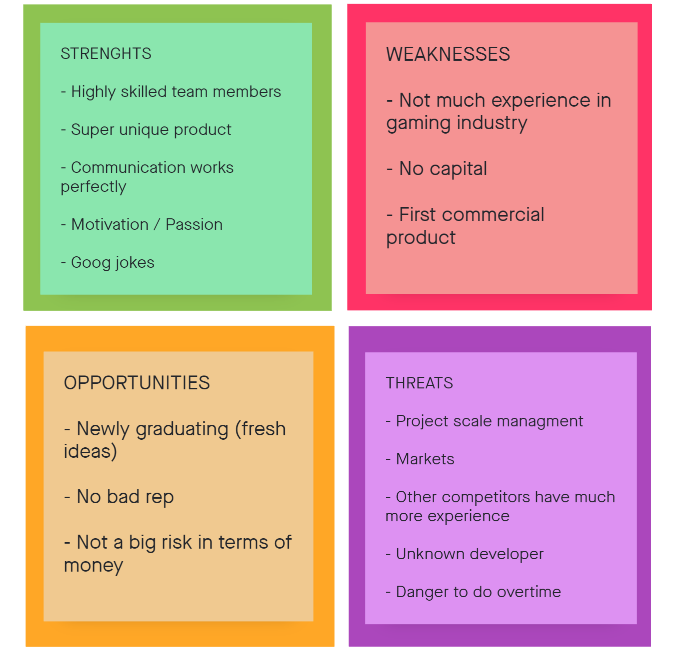 STRENGHTS
- Highly skilled team members
- Super unique product
- Communication works
perfectly
- Motivation / Passion
- Goog jokes
WEAKNESSES
- Not much experience in
gaming industry
- No capital
- First commercial
product
OPPORTUNITIES
- Newly graduating (fresh
ideas)
- No bad rep
- Not a big risk in terms of
money
THREATS
- Project scale managment
- Markets
- Other competitors have much
more experience
- Unknown developer
- Danger to do overtime